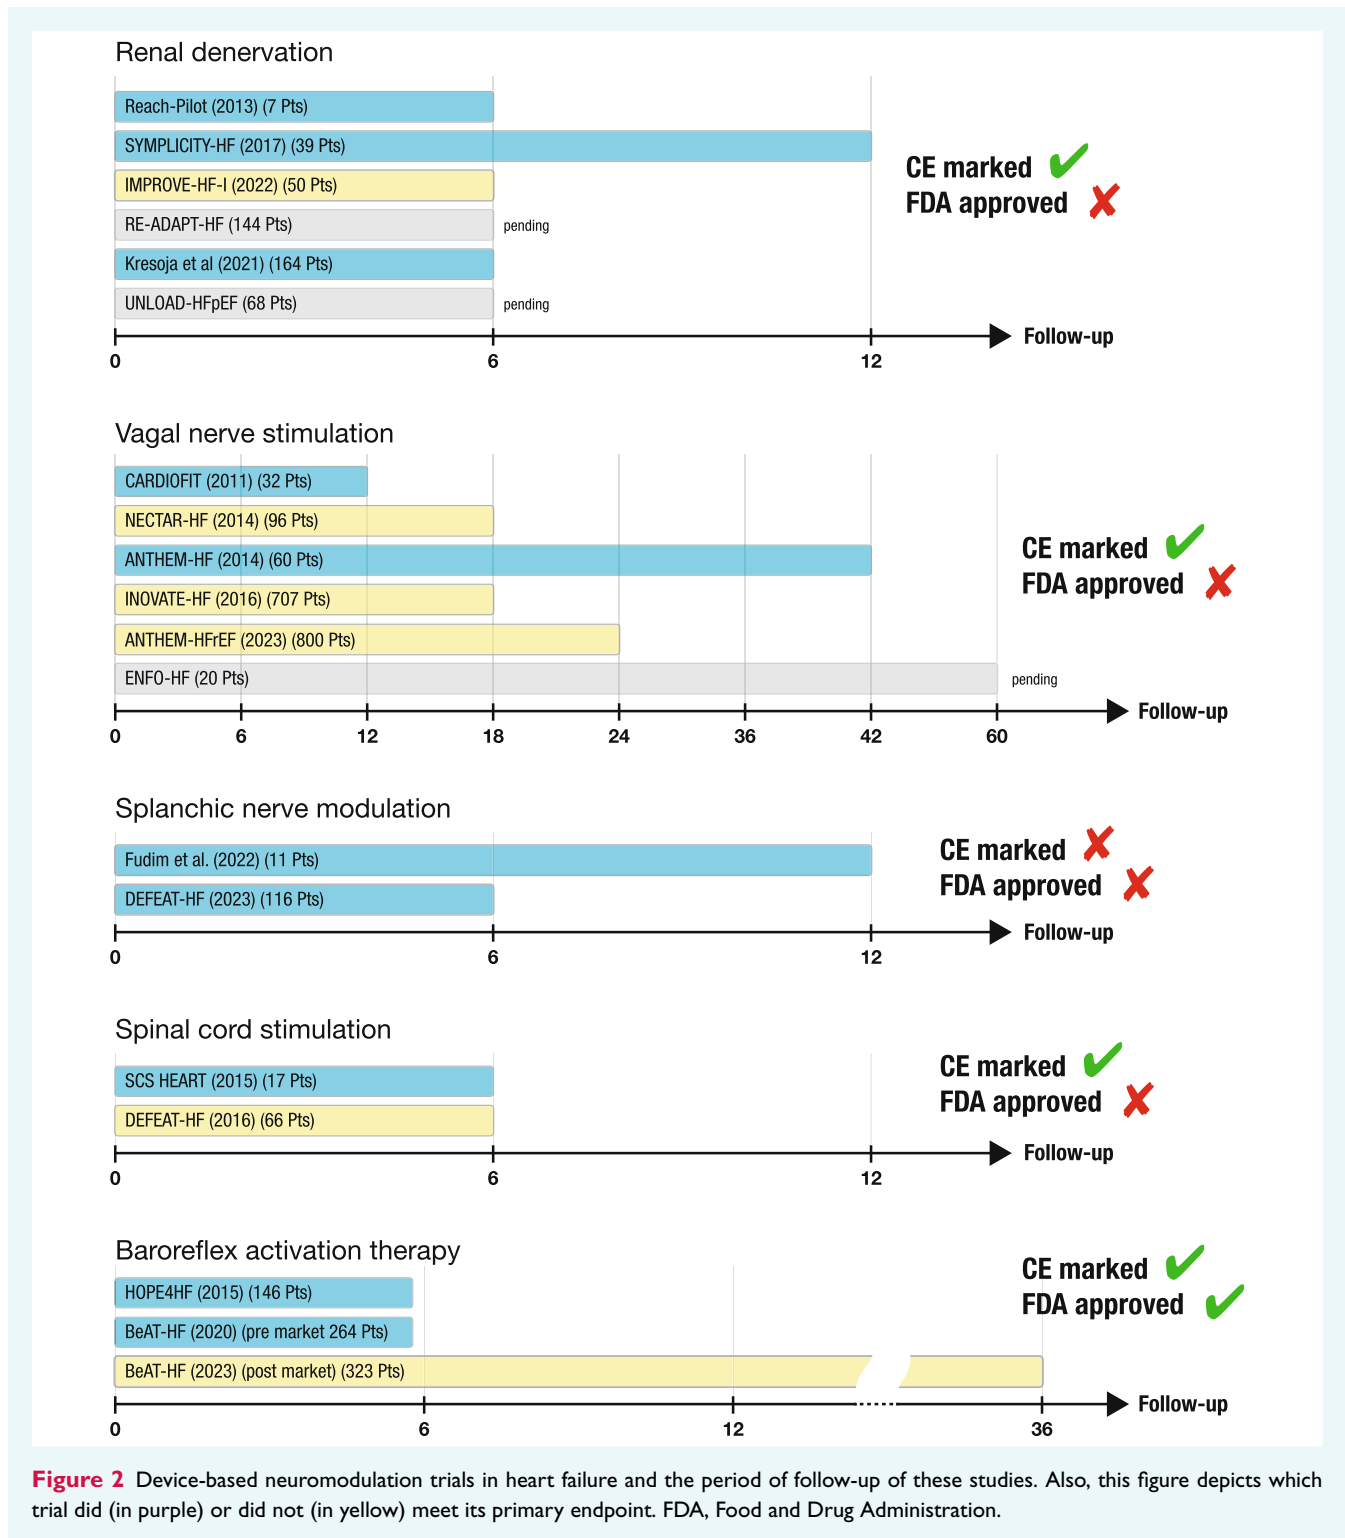 Renal denervation
Reach-Pilot (2013) (7 Pts)
SYMPLICITY-HF (2017) (39 Pts)
IMPROVE-HF-I (2022) (50 Pts)
RE-ADAPT-HF (144 Pts) pending
Kresoja et al (2021) (164 Pts)
UNLOAD-HFpEF (68 Pts) pending
CE marked ✔
FDA approved ✘
Follow-up
0 6 12
Vagal nerve stimulation
CARDIOFIT (2011) (32 Pts)
NECTAR-HF (2014) (96 Pts)
ANTHEM-HF (2014) (60 Pts)
INOVATE-HF (2016) (707 Pts)
ANTHEM-HFrEF (2023) (800 Pts)
ENFO-HF (20 Pts) pending
CE marked ✔
FDA approved ✘
Follow-up
0 6 12 18 24 36 42 60
Splanchic nerve modulation
Fudim et al. (2022) (11 Pts)
DEFEAT-HF (2023) (116 Pts)
CE marked ✘
FDA approved ✘
Follow-up
0 6 12
Spinal cord stimulation
SCS HEART (2015) (17 Pts)
DEFEAT-HF (2016) (66 Pts)
CE marked ✔
FDA approved ✘
Follow-up
0 6 12
Baroreflex activation therapy
HOPE4HF (2015) (146 Pts)
BeAT-HF (2020) (pre market 264 Pts)
BeAT-HF (2023) (post market) (323 Pts)
CE marked ✔
FDA approved ✔
Follow-up
0 6 12 36
Figure 2 Device-based neuromodulation trials in heart failure and the period of follow-up of these studies. Also, this figure depicts which
trial did (in purple) or did not (in yellow) meet its primary endpoint. FDA, Food and Drug Administration.